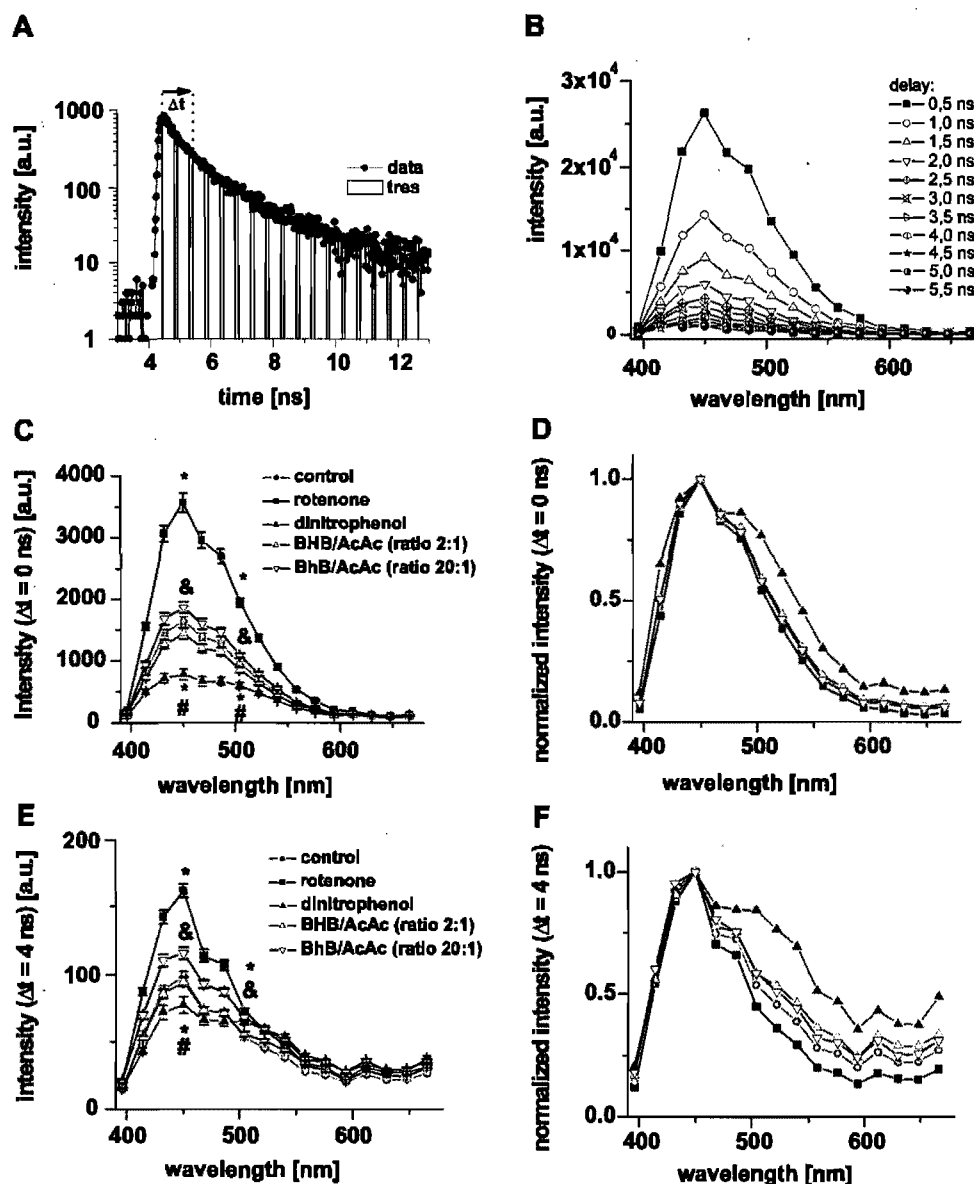 A
intensity [a.u.]
1000
100
10
1
Δt
data
tres
4 6 8 10 12
time [ns]
B
intensity [a.u.]
3x10⁴
2x10⁴
1x10⁴
0
delay:
0,5 ns
1,0 ns
1,5 ns
2,0 ns
2,5 ns
3,0 ns
3,5 ns
4,0 ns
4,5 ns
5,0 ns
5,5 ns
400 500 600
wavelength [nm]
C
Intensity (Δt = 0 ns) [a.u.]
4000
3000
2000
1000
0
control
rotenone
dinitrophenol
BHB/AcAc (ratio 2:1)
BhB/AcAc (ratio 20:1)
*
&
*
&
* *
# #
400 500 600
wavelength [nm]
D
normalized intensity (Δt = 0 ns)
1.0
0.5
0.0
400 500 600
wavelength [nm]
E
Intensity (Δt = 4 ns) [a.u.]
200
100
0
control
rotenone
dinitrophenol
BHB/AcAc (ratio 2:1)
BhB/AcAc (ratio 20:1)
*
&
*
&
*
#
400 500 600
wavelength [nm]
F
normalized intensity (Δt = 4 ns)
1.0
0.5
0.0
400 500 600
wavelength [nm]